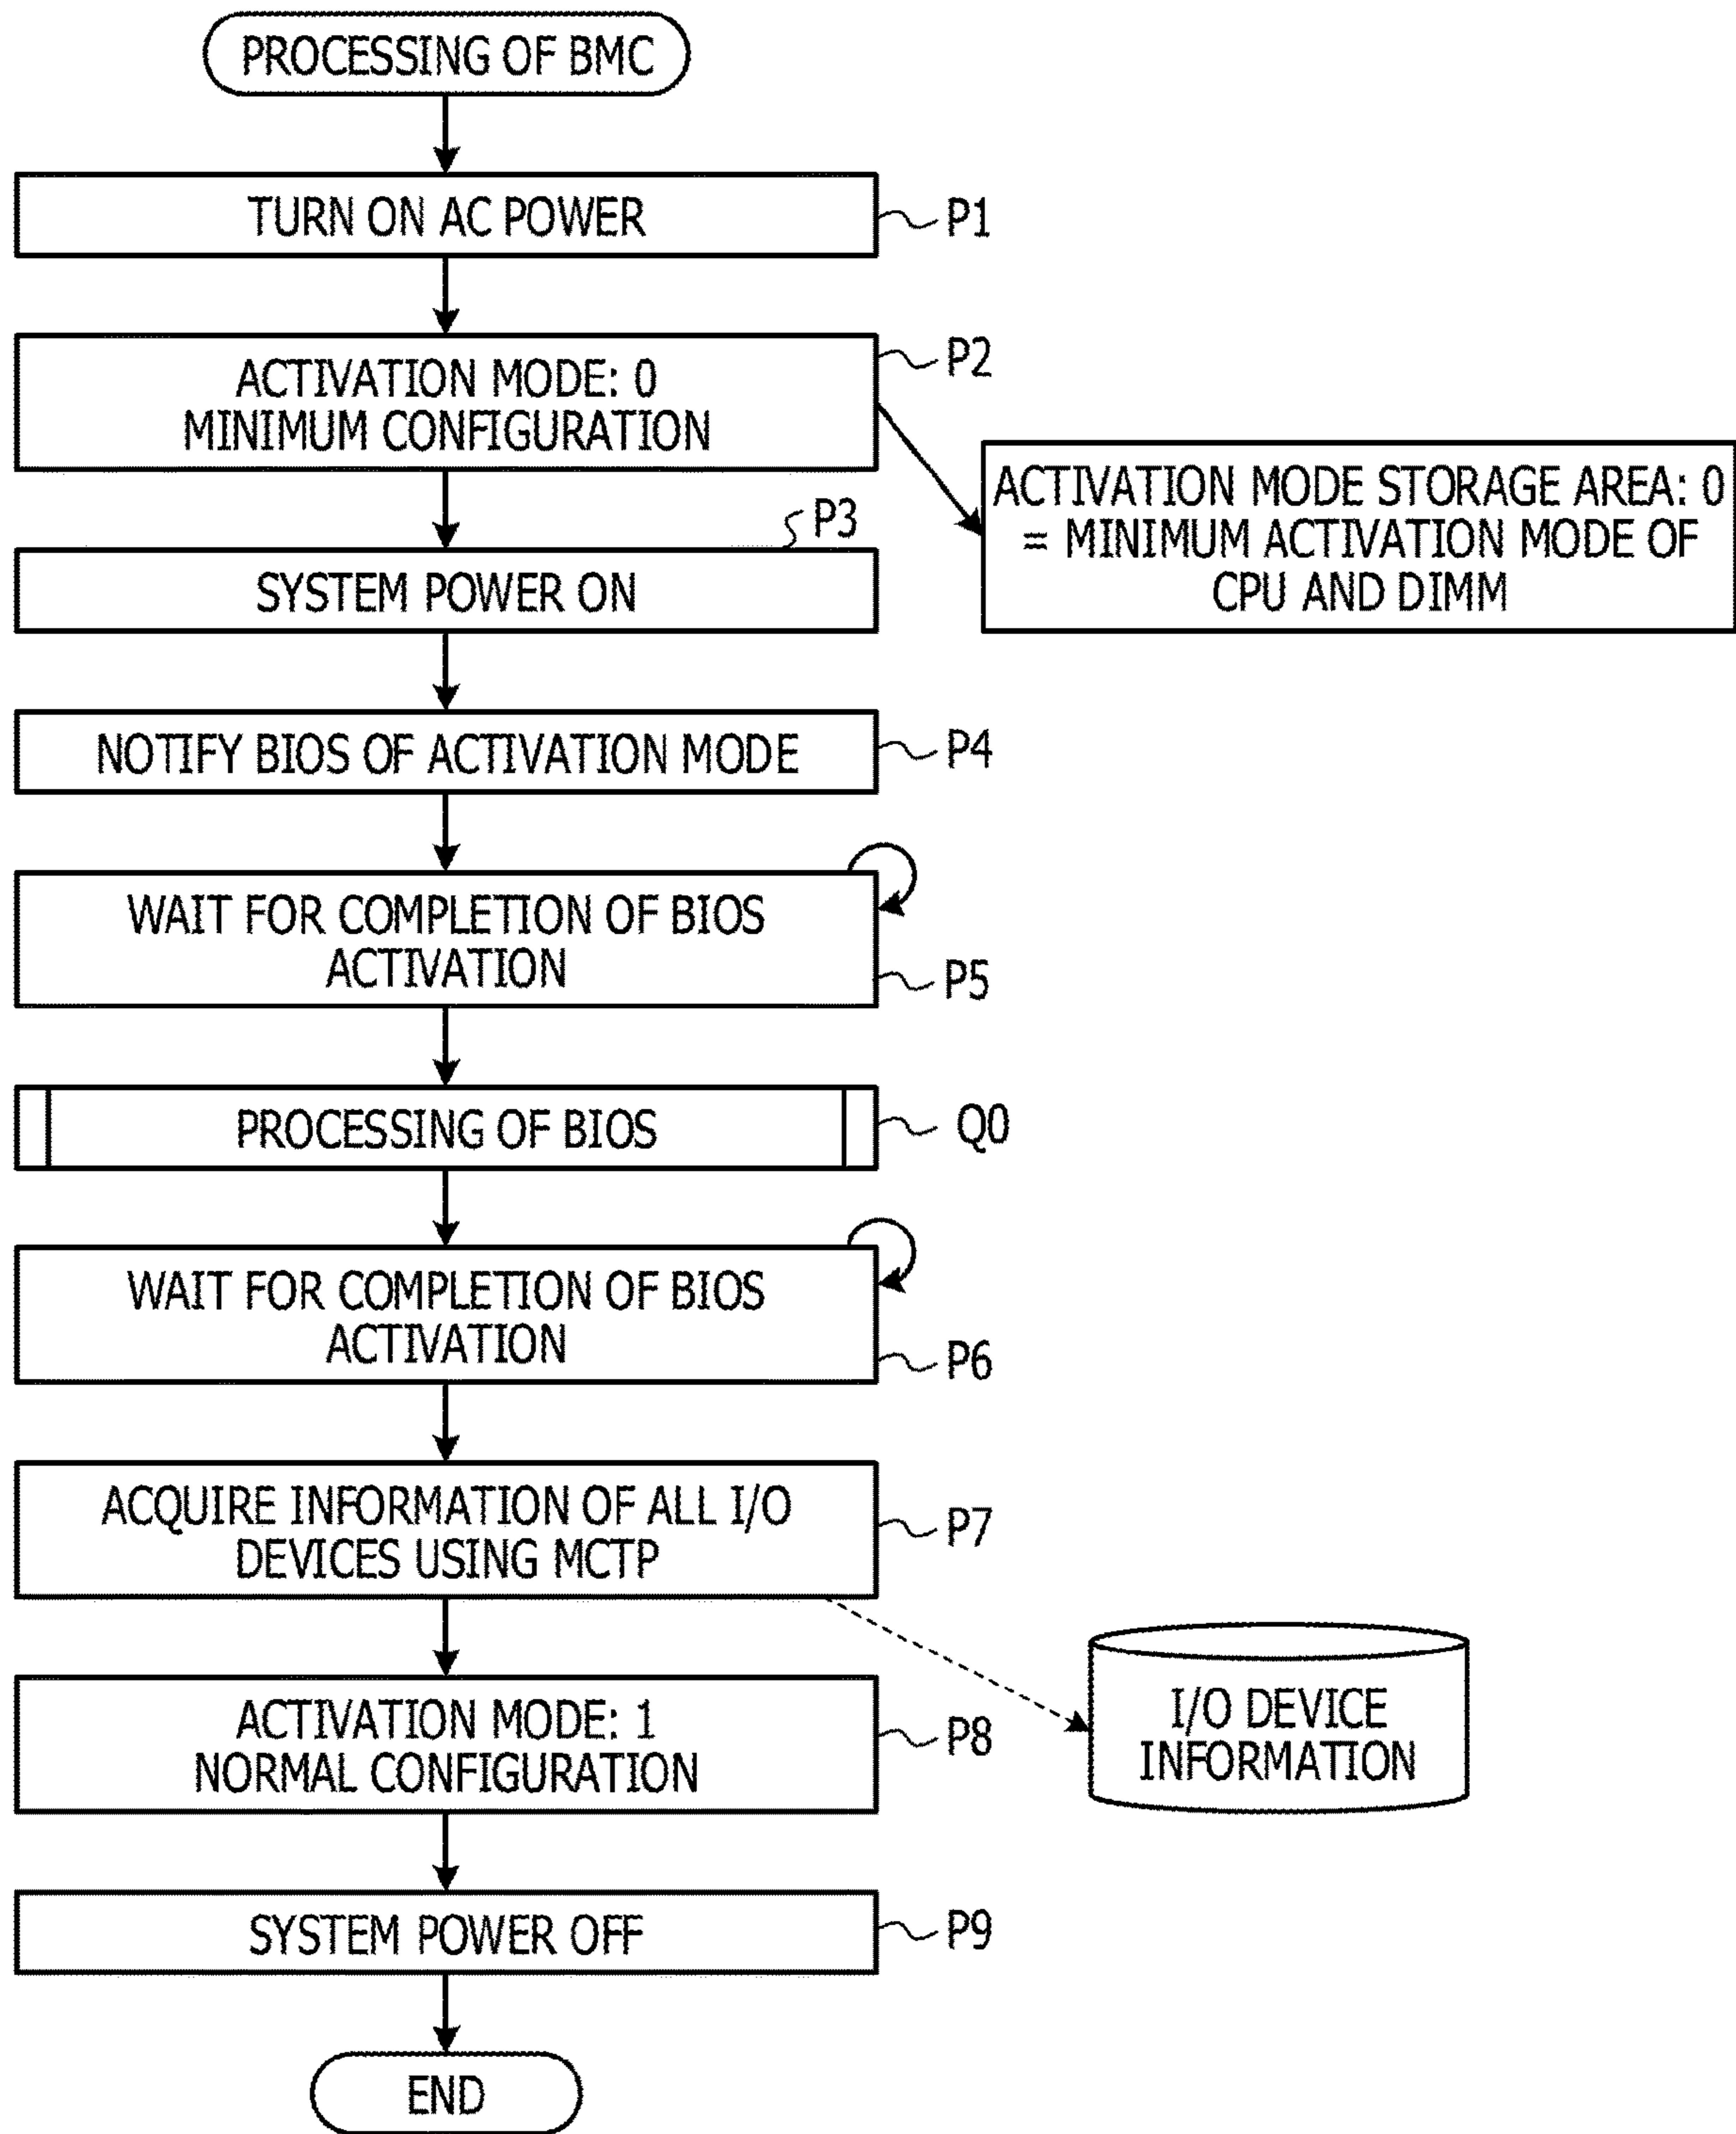 PROCESSING OF BMC
TURN ON AC POWER
P1
ACTIVATION MODE: 0
MINIMUM CONFIGURATION
P2
ACTIVATION MODE STORAGE AREA: 0
= MINIMUM ACTIVATION MODE OF
CPU AND DIMM
P3
SYSTEM POWER ON
NOTIFY BIOS OF ACTIVATION MODE
P4
WAIT FOR COMPLETION OF BIOS
ACTIVATION
P5
PROCESSING OF BIOS
Q0
WAIT FOR COMPLETION OF BIOS
ACTIVATION
P6
ACQUIRE INFORMATION OF ALL I/O
DEVICES USING MCTP
P7
I/O DEVICE
INFORMATION
ACTIVATION MODE: 1
NORMAL CONFIGURATION
P8
SYSTEM POWER OFF
P9
END